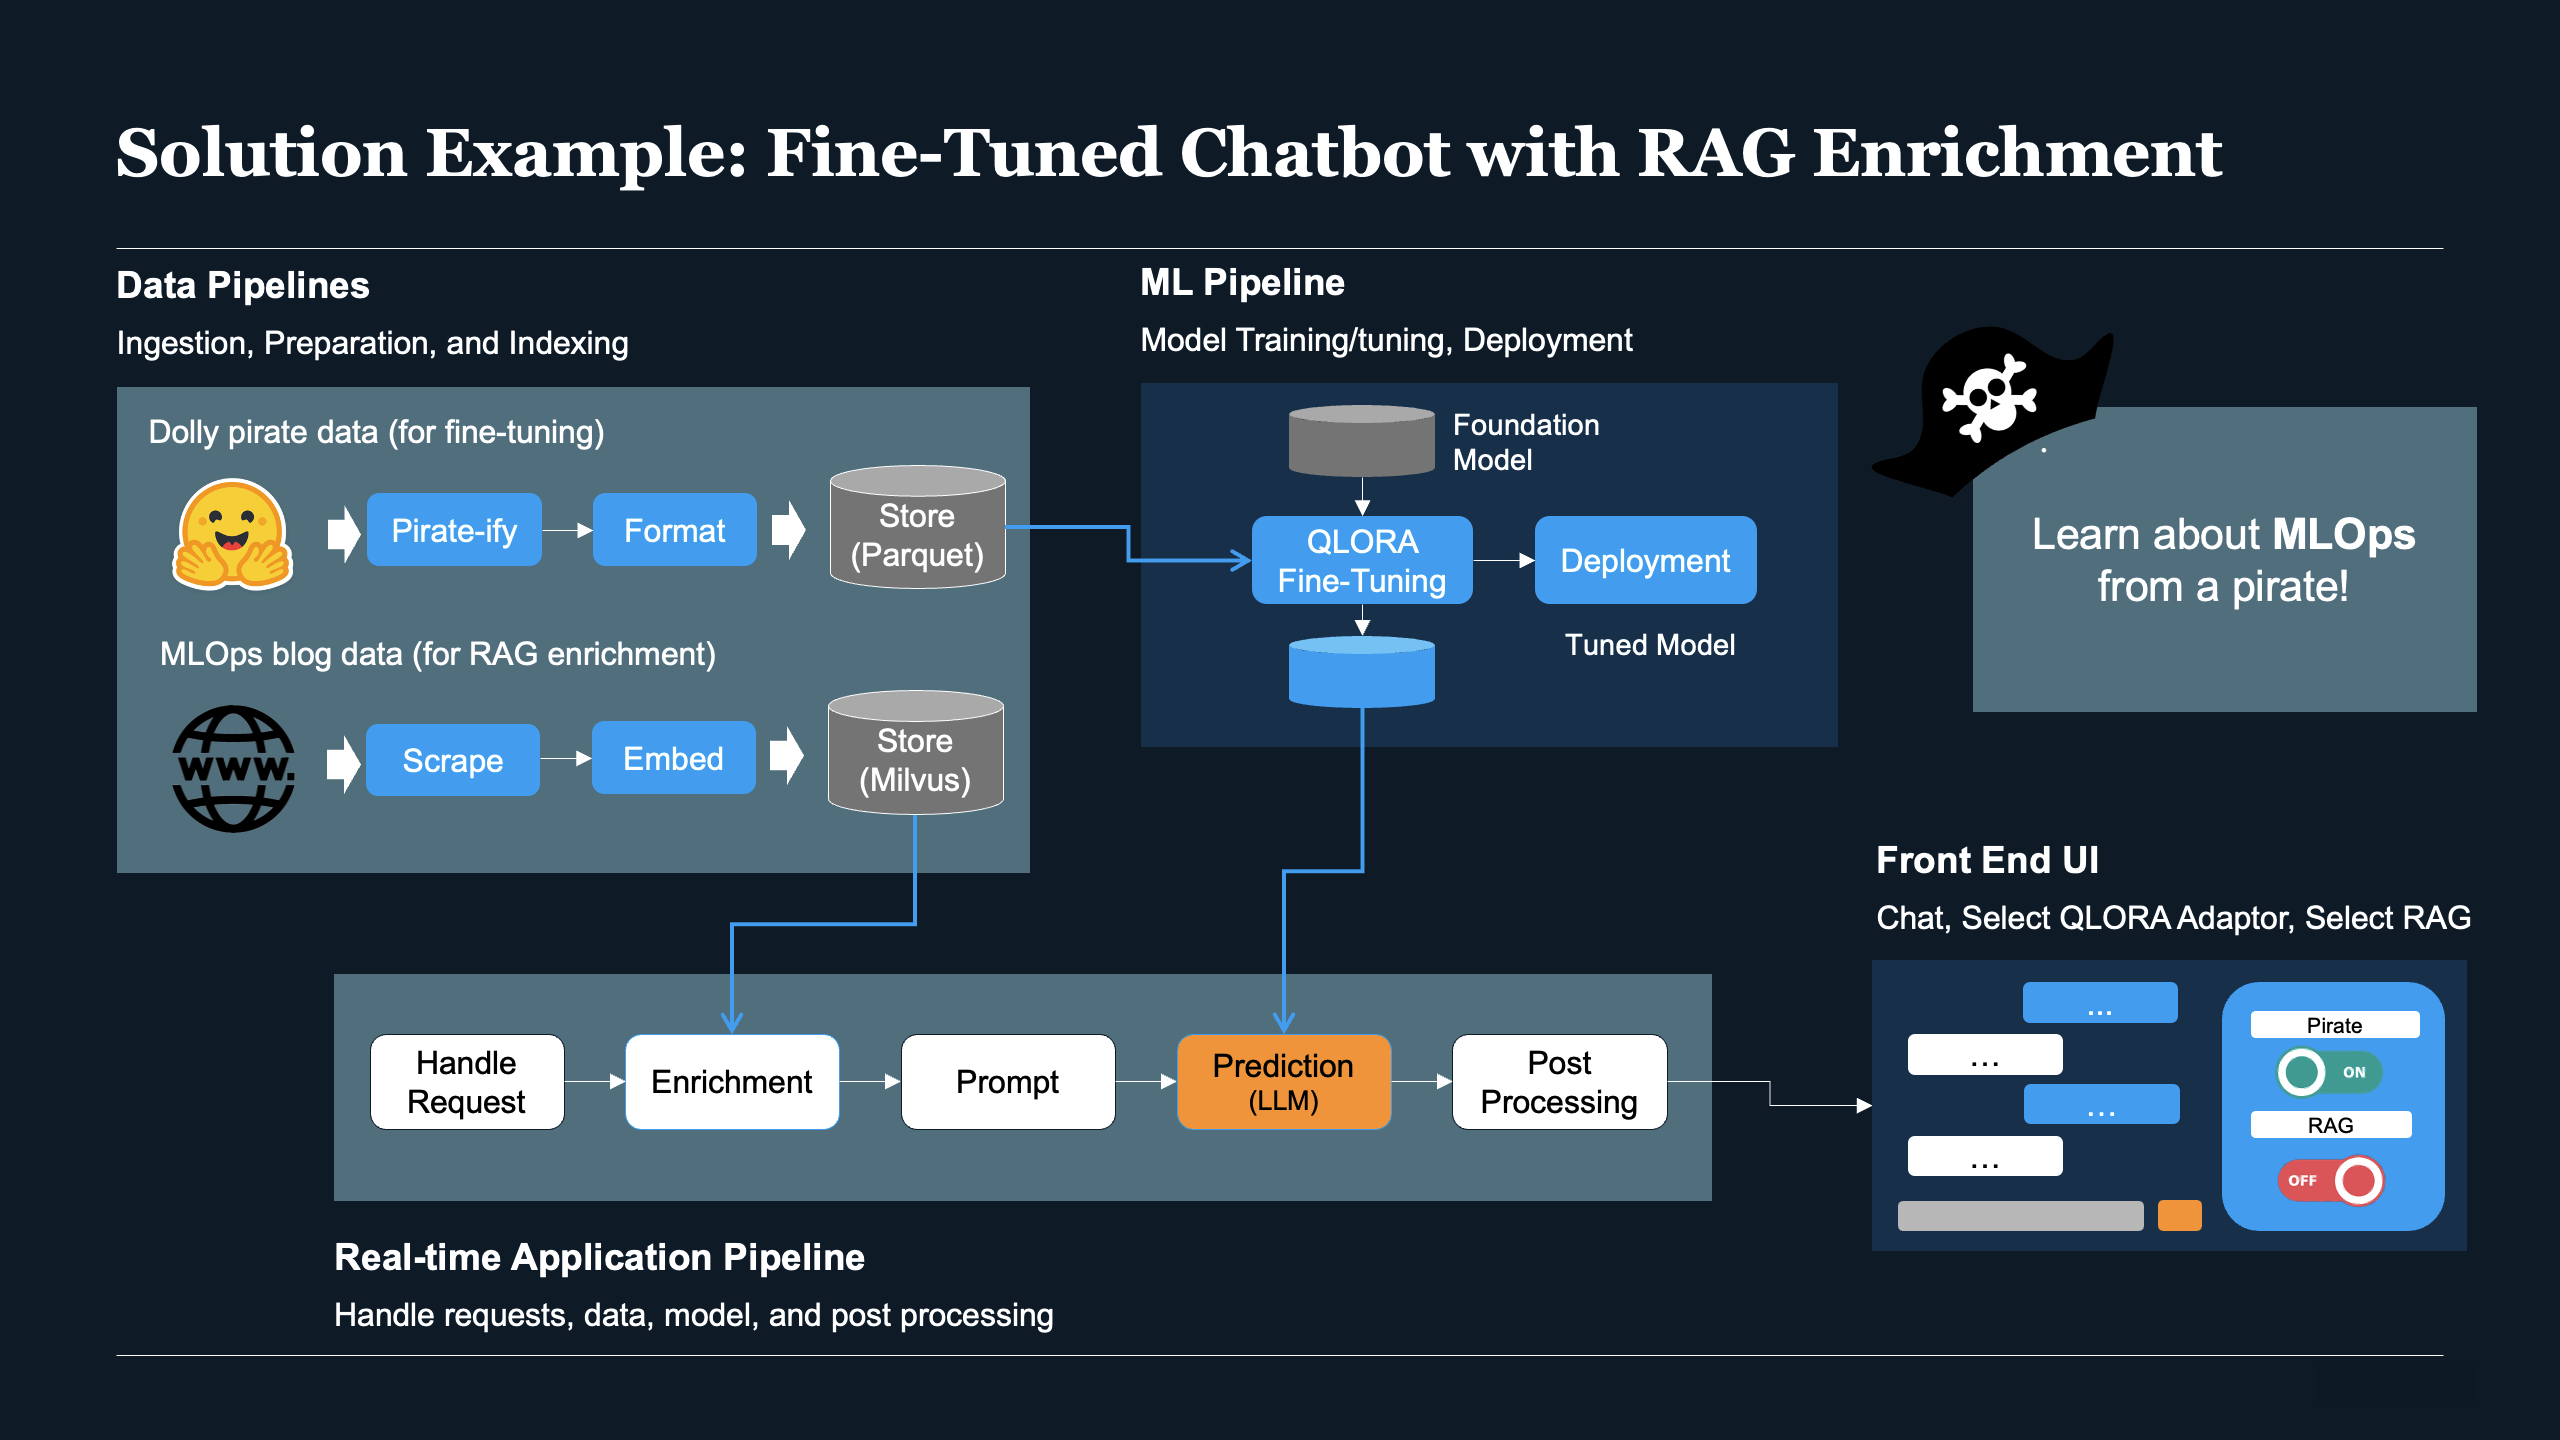 Solution Example: Fine-Tuned Chatbot with RAG Enrichment
Data Pipelines
Ingestion, Preparation, and Indexing
Dolly pirate data (for fine-tuning)
Pirate-ify
Format
Store
(Parquet)
MLOps blog data (for RAG enrichment)
www.
Scrape
Embed
Store
(Milvus)
ML Pipeline
Model Training/tuning, Deployment
Foundation
Model
QLORA
Fine-Tuning
Deployment
Tuned Model
Learn about MLOps
from a pirate!
Handle
Request
Enrichment
Prompt
Prediction
(LLM)
Post
Processing
Real-time Application Pipeline
Handle requests, data, model, and post processing
Front End UI
Chat, Select QLORA Adaptor, Select RAG
...
...
...
...
Pirate
ON
RAG
OFF